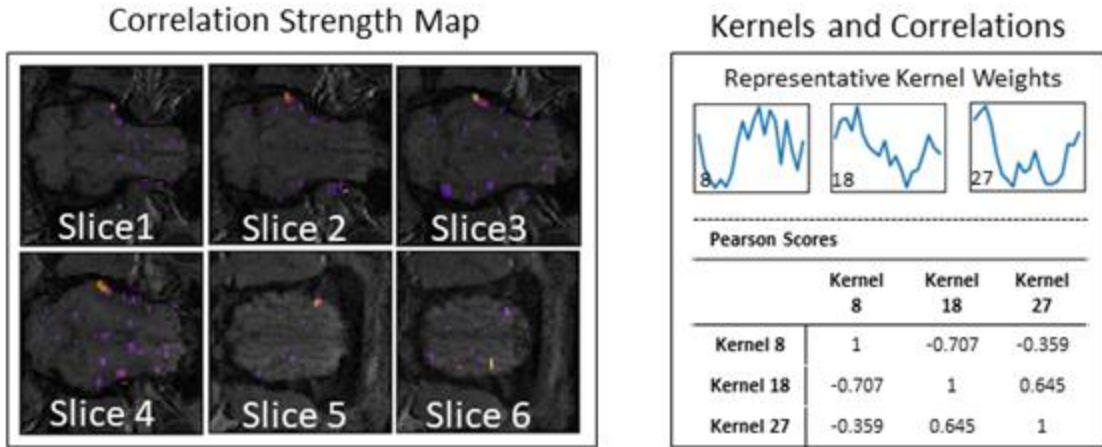 Correlation Strength Map
Slice1
Slice 2
Slice3
Slice 4
Slice 5
Slice 6
Kernels and Correlations
Representative Kernel Weights
8
18
27
Pearson Scores
Kernel 8 Kernel 18 Kernel 27
Kernel 8 1 -0.707 -0.359
Kernel 18 -0.707 1 0.645
Kernel 27 -0.359 0.645 1